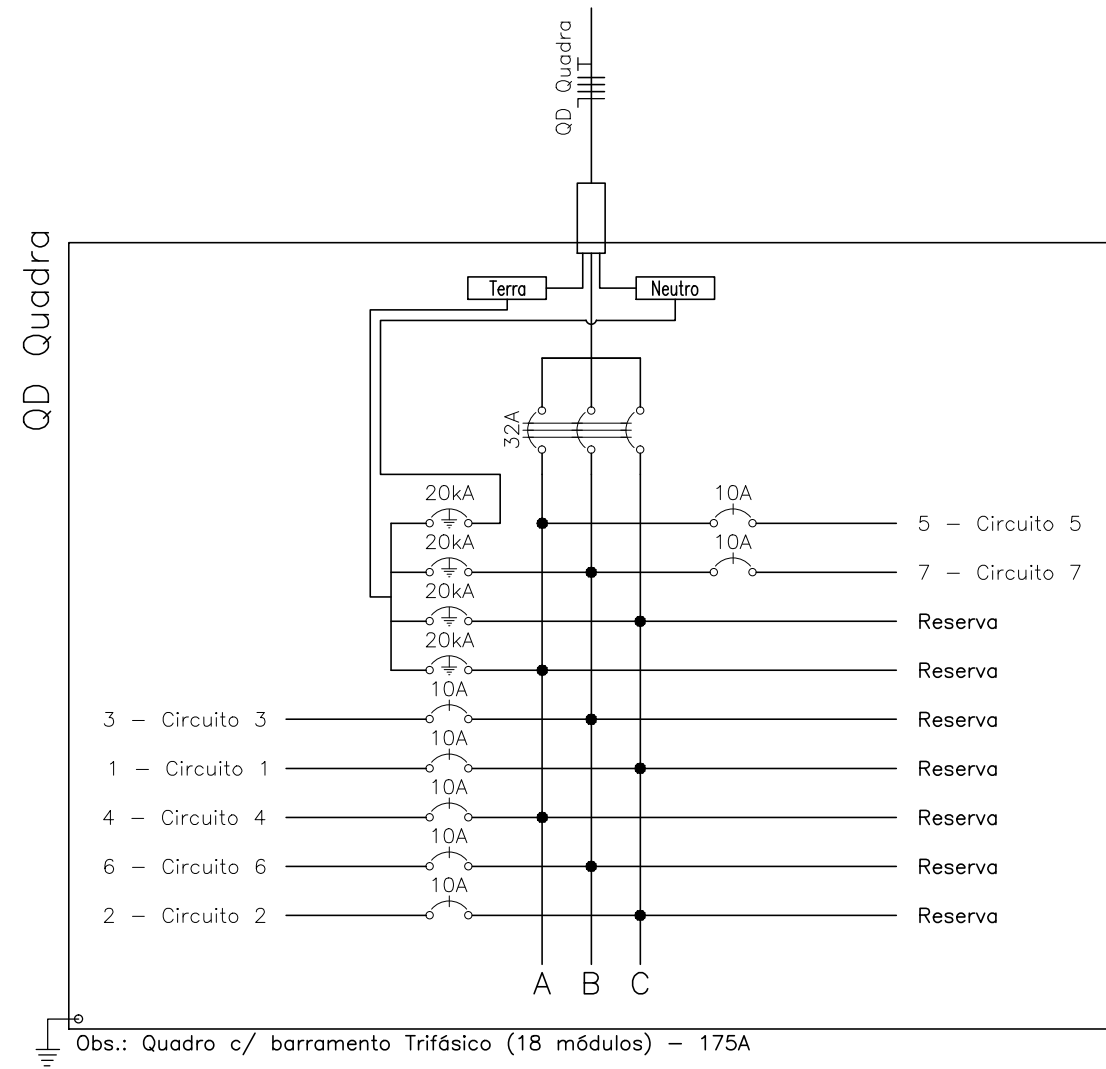 QD Quadra
QD Quadra
Terra
Neutro
32A
20kA
10A
5 - Circuito 5
20kA
10A
7 - Circuito 7
20kA
Reserva
20kA
Reserva
10A
3 - Circuito 3
Reserva
10A
1 - Circuito 1
Reserva
10A
4 - Circuito 4
Reserva
10A
6 - Circuito 6
Reserva
10A
2 - Circuito 2
Reserva
A B C
Obs.: Quadro c/ barramento Trifásico (18 módulos) - 175A